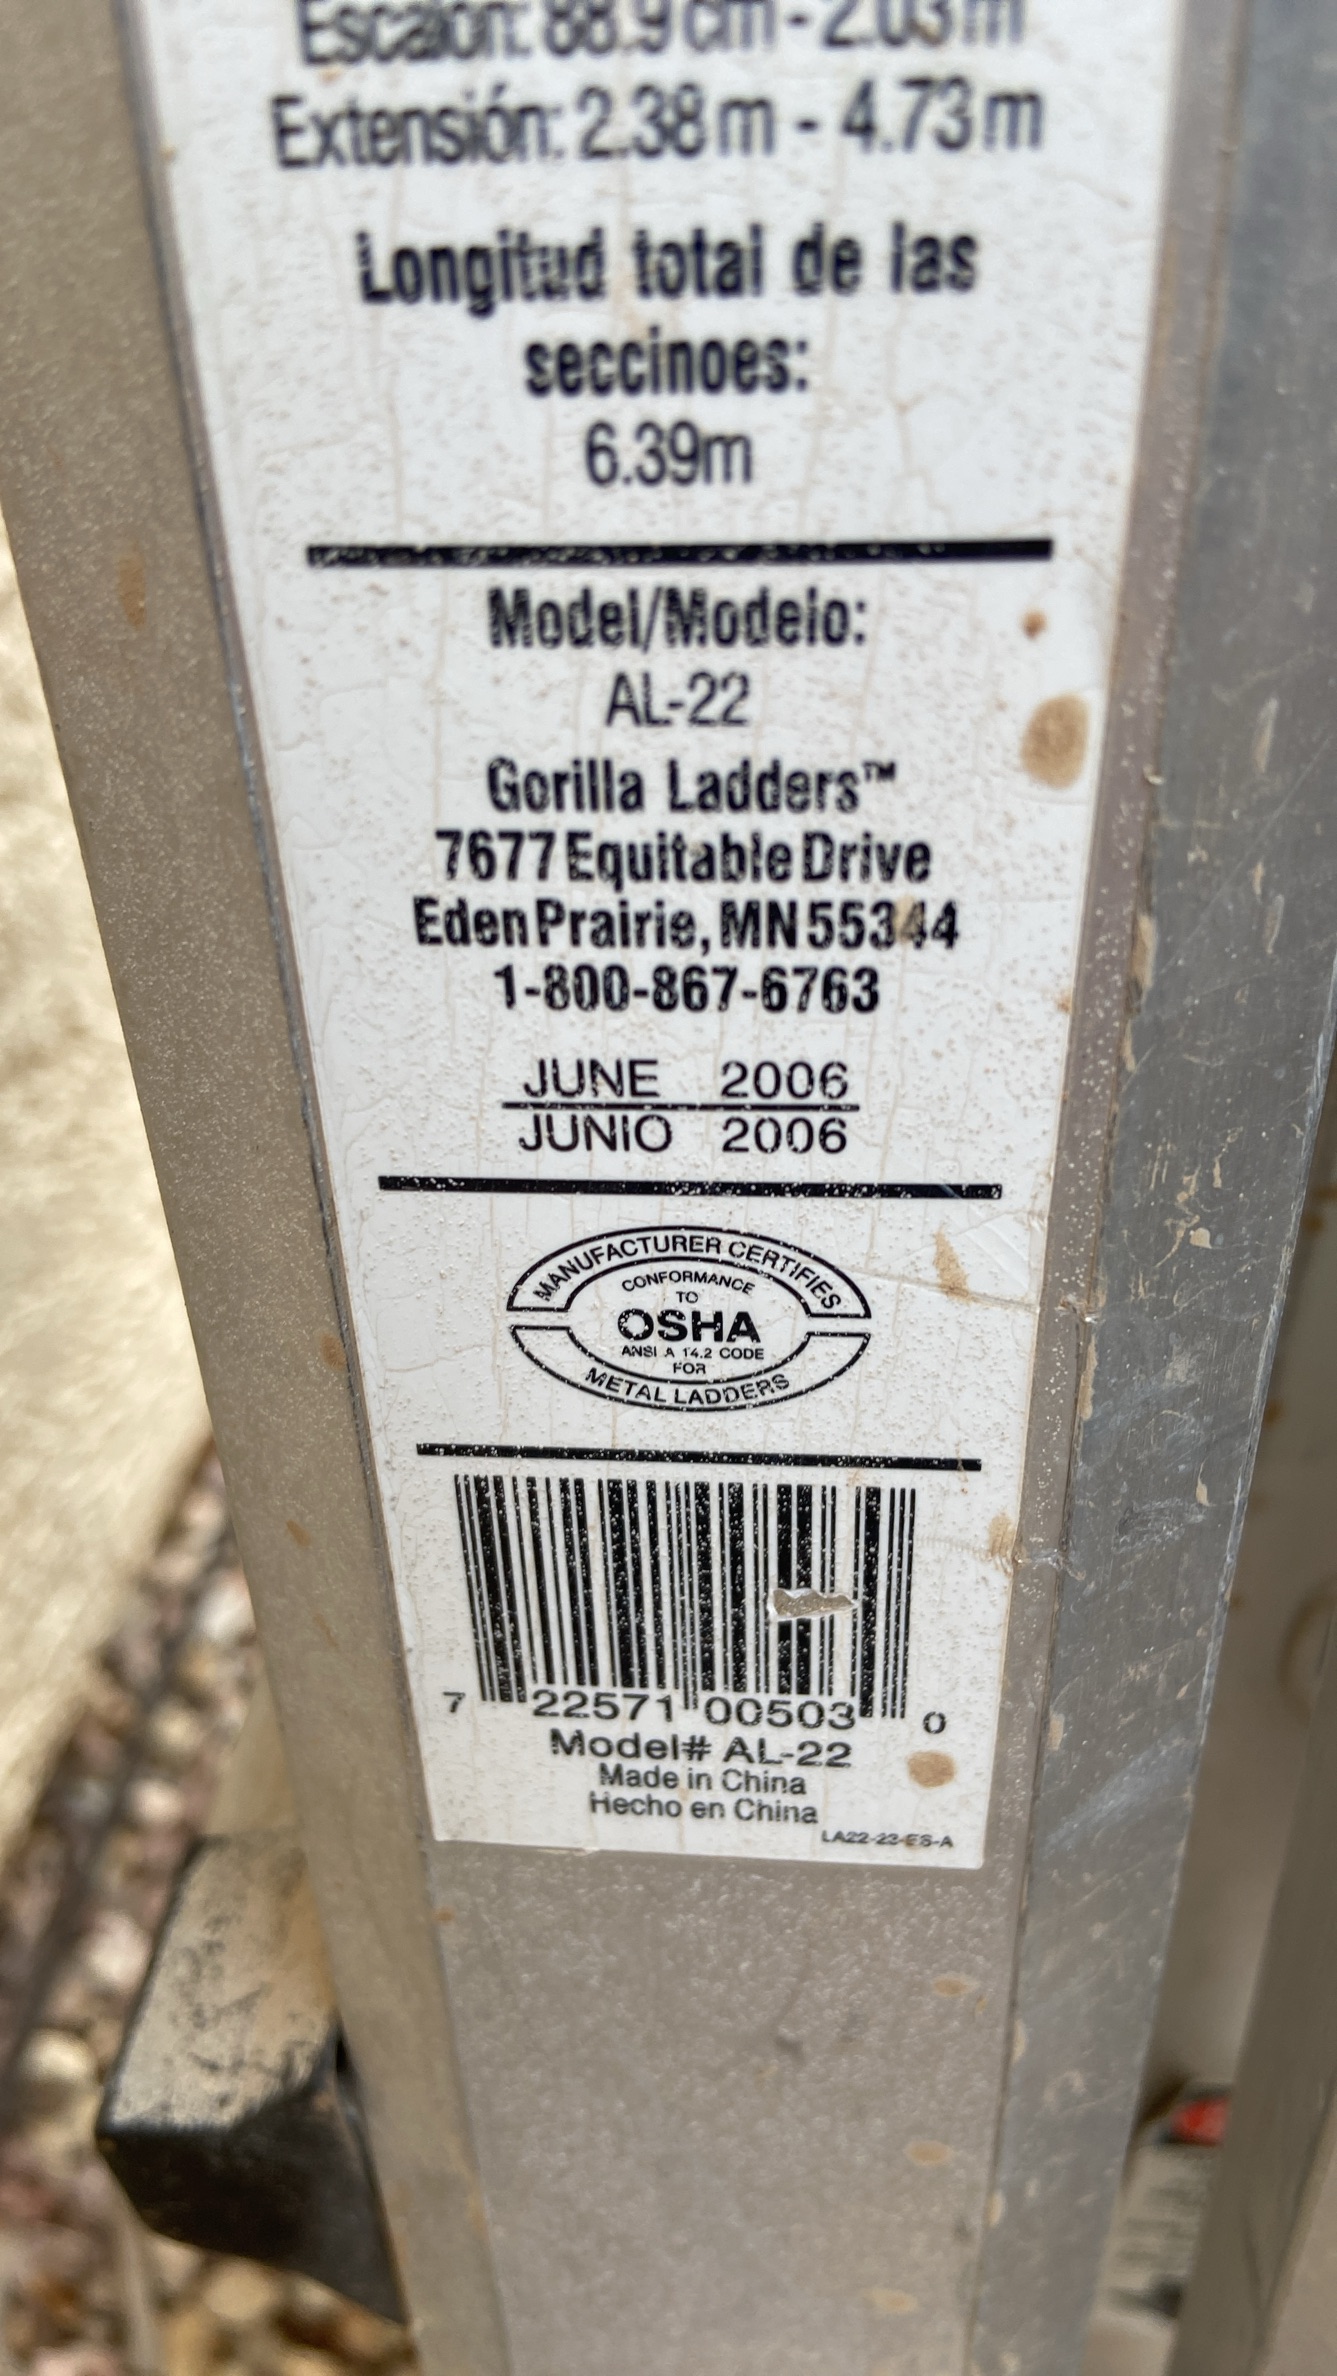 Escalón: 88.9 cm - 2.03 m
Extensión: 2.38 m - 4.73 m
Longitud total de las
seccinoes:
6.39m
Model/Modelo:
AL-22
Gorilla Ladders™
7677 Equitable Drive
Eden Prairie, MN 55344
1-800-867-6763
JUNE 2006
JUNIO 2006
MANUFACTURER CERTIFIES
CONFORMANCE
TO
OSHA
ANSI A 14.2 CODE
FOR
METAL LADDERS
7 22571 00503 0
Model# AL-22
Made in China
Hecho en China
LA22-23-ES-A